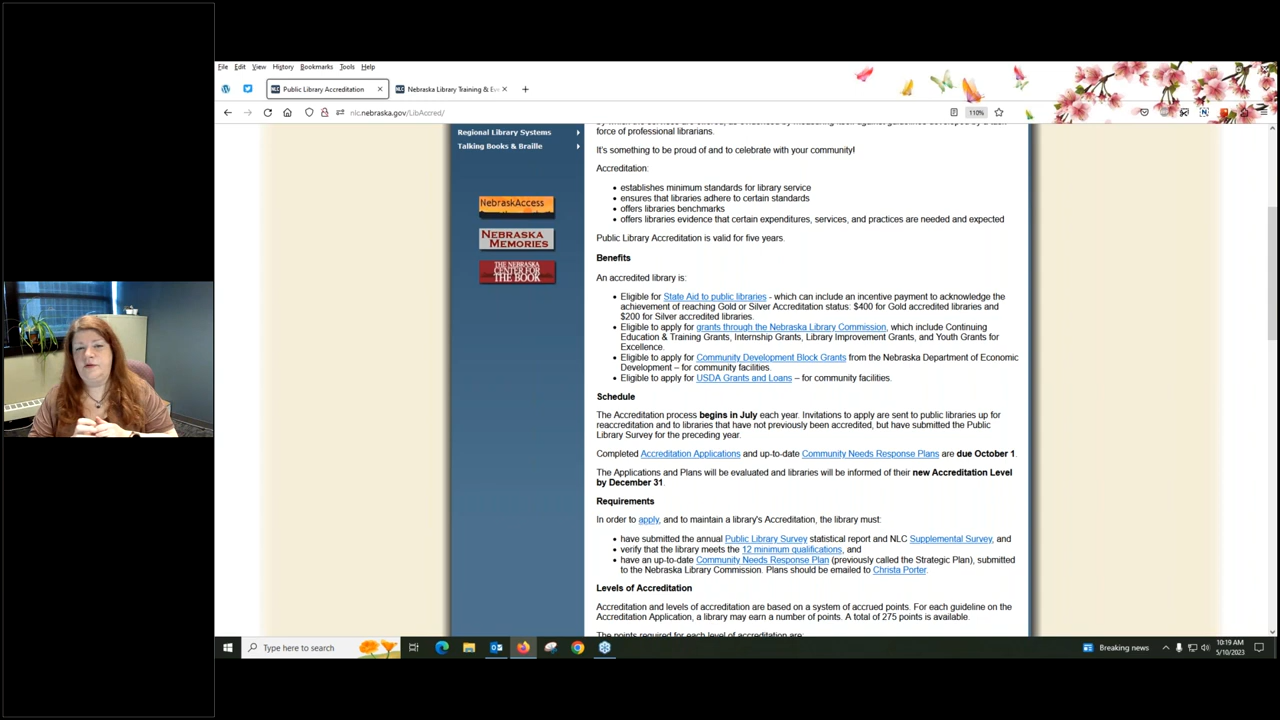 File Edit View History Bookmarks Tools Help
Public Library Accreditation
Nebraska Library Training & Ev
nlc.nebraska.gov/LibAccred/
110%
Regional Library Systems
Talking Books & Braille
NebraskAccess
NEBRASKA
MEMORIES
THE NEBRASKA
CENTER FOR
THE BOOK
force of professional librarians.
It's something to be proud of and to celebrate with your community!
Accreditation:
• establishes minimum standards for library service
• ensures that libraries adhere to certain standards
• offers libraries benchmarks
• offers libraries evidence that certain expenditures, services, and practices are needed and expected
Public Library Accreditation is valid for five years.
Benefits
An accredited library is:
• Eligible for State Aid to public libraries - which can include an incentive payment to acknowledge the
achievement of reaching Gold or Silver Accreditation status: $400 for Gold accredited libraries and
$200 for Silver accredited libraries.
• Eligible to apply for grants through the Nebraska Library Commission, which include Continuing
Education & Training Grants, Internship Grants, Library Improvement Grants, and Youth Grants for
Excellence.
• Eligible to apply for Community Development Block Grants from the Nebraska Department of Economic
Development – for community facilities.
• Eligible to apply for USDA Grants and Loans – for community facilities.
Schedule
The Accreditation process begins in July each year. Invitations to apply are sent to public libraries up for
reaccreditation and to libraries that have not previously been accredited, but have submitted the Public
Library Survey for the preceding year.
Completed Accreditation Applications and up-to-date Community Needs Response Plans are due October 1.
The Applications and Plans will be evaluated and libraries will be informed of their new Accreditation Level
by December 31.
Requirements
In order to apply, and to maintain a library's Accreditation, the library must:
• have submitted the annual Public Library Survey statistical report and NLC Supplemental Survey, and
• verify that the library meets the 12 minimum qualifications, and
• have an up-to-date Community Needs Response Plan (previously called the Strategic Plan), submitted
to the Nebraska Library Commission. Plans should be emailed to Christa Porter.
Levels of Accreditation
Accreditation and levels of accreditation are based on a system of accrued points. For each guideline on the
Accreditation Application, a library may earn a number of points. A total of 275 points is available.
The points required for each level of accreditation are:
Type here to search
Breaking news
10:19 AM
5/10/2023